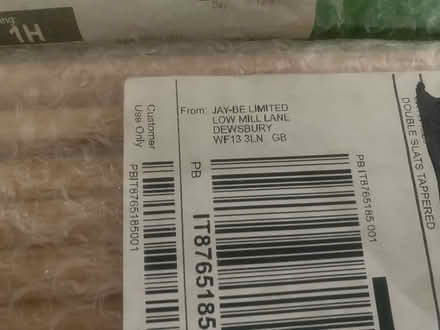 1H
Customer
Use Only
PBIT8765185001
From: JAY-BE LIMITED
LOW MILL LANE
DEWSBURY
WF13 3LN GB
PB
IT8765185
PB IT8765185 001
DOUBLE SLATS TAPPERED